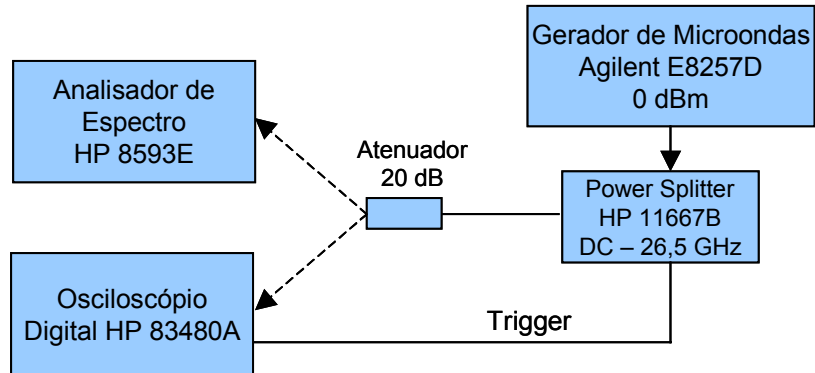 Gerador de Microondas
Agilent E8257D
0 dBm
Analisador de
Espectro
HP 8593E
Atenuador
20 dB
Power Splitter
HP 11667B
DC – 26,5 GHz
Osciloscópio
Digital HP 83480A
Trigger